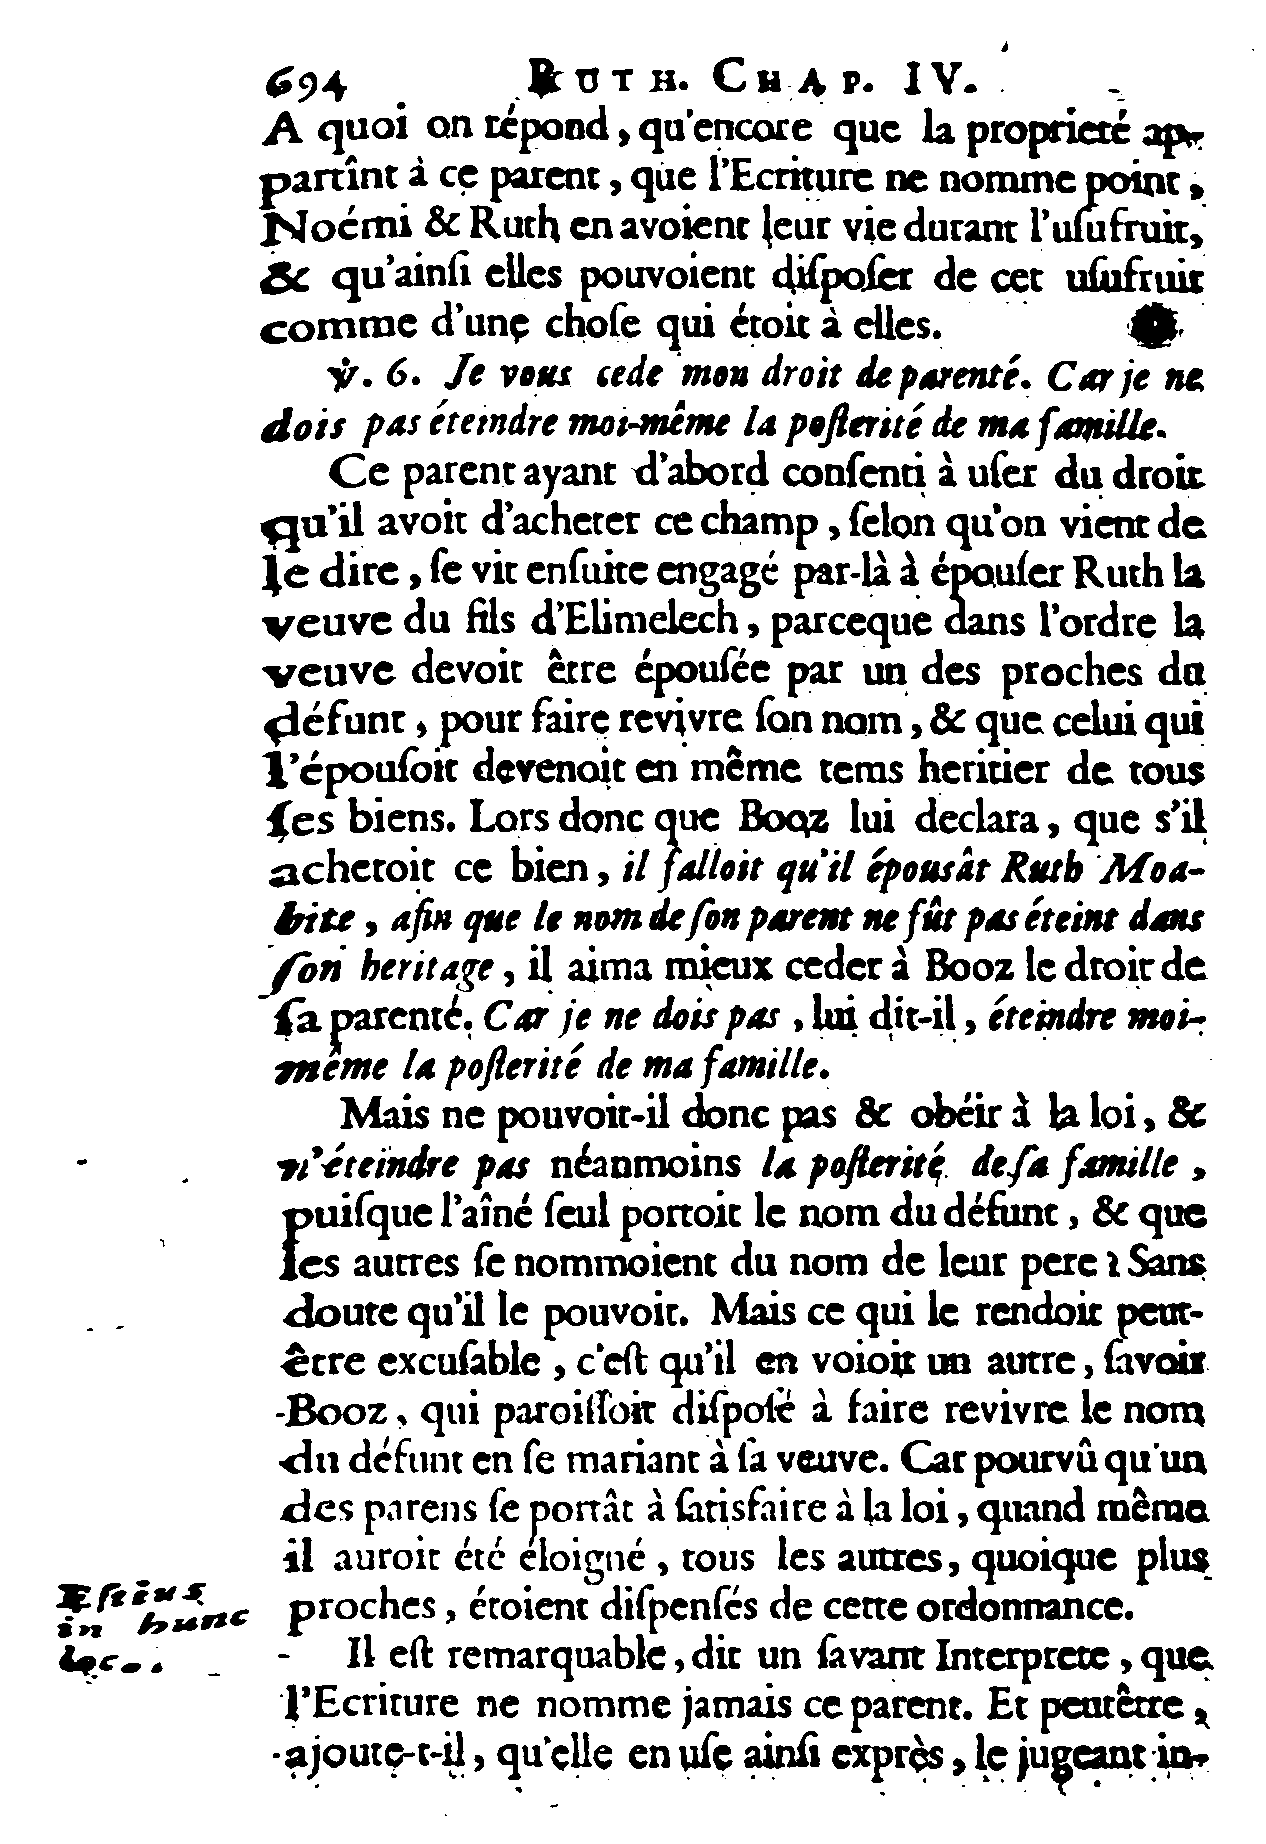 694 RUTH. CHAP. IV.
A quoi on répond, qu'encore que la proprieté ap-
partînt à ce parent, que l'Ecriture ne nomme point,
Noémi & Ruth en avoient leur vie durant l'uſufruit,
& qu'ainſi elles pouvoient diſpoſer de cet uſufruit
comme d'une choſe qui étoit à elles.
℣. 6. Je vous cede mon droit de parenté. Car je ne
dois pas éteindre moi-même la poſterité de ma famille.
Ce parent ayant d'abord conſenti à uſer du droit
qu'il avoit d'acheter ce champ, ſelon qu'on vient de
le dire, ſe vit enſuite engagé par-là à épouſer Ruth la
veuve du fils d'Elimelech, parceque dans l'ordre la
veuve devoit être épouſée par un des proches du
défunt, pour faire revivre ſon nom, & que celui qui
l'épouſoit devenoit en même tems heritier de tous
ſes biens. Lors donc que Booz lui declara, que s'il
achetoit ce bien, il falloit qu'il épousât Ruth Moa-
bite, afin que le nom de ſon parent ne fût pas éteint dans
ſon heritage, il aima mieux ceder à Booz le droit de
ſa parenté. Car je ne dois pas, lui dit-il, éteindre moi-
même la poſterité de ma famille.
Mais ne pouvoit-il donc pas & obéir à la loi, &
n'éteindre pas néanmoins la poſterité de ſa famille,
puiſque l'aîné ſeul portoit le nom du défunt, & que
les autres ſe nommoient du nom de leur pere? Sans
doute qu'il le pouvoit. Mais ce qui le rendoit peut-
être excuſable, c'eſt qu'il en voioit un autre, ſavoir
Booz, qui paroiſſoit diſpoſé à faire revivre le nom
du défunt en ſe mariant à ſa veuve. Car pourvû qu'un
des parens ſe portât à ſatisfaire à la loi, quand même
il auroit été éloigné, tous les autres, quoique plus
proches, étoient diſpenſés de cette ordonnance.
Eſtius
in hunc
loc.
Il eſt remarquable, dit un ſavant Interprete, que
l'Ecriture ne nomme jamais ce parent. Et peutêtre,
ajoute-t-il, qu'elle en uſe ainſi exprès, le jugeant in-